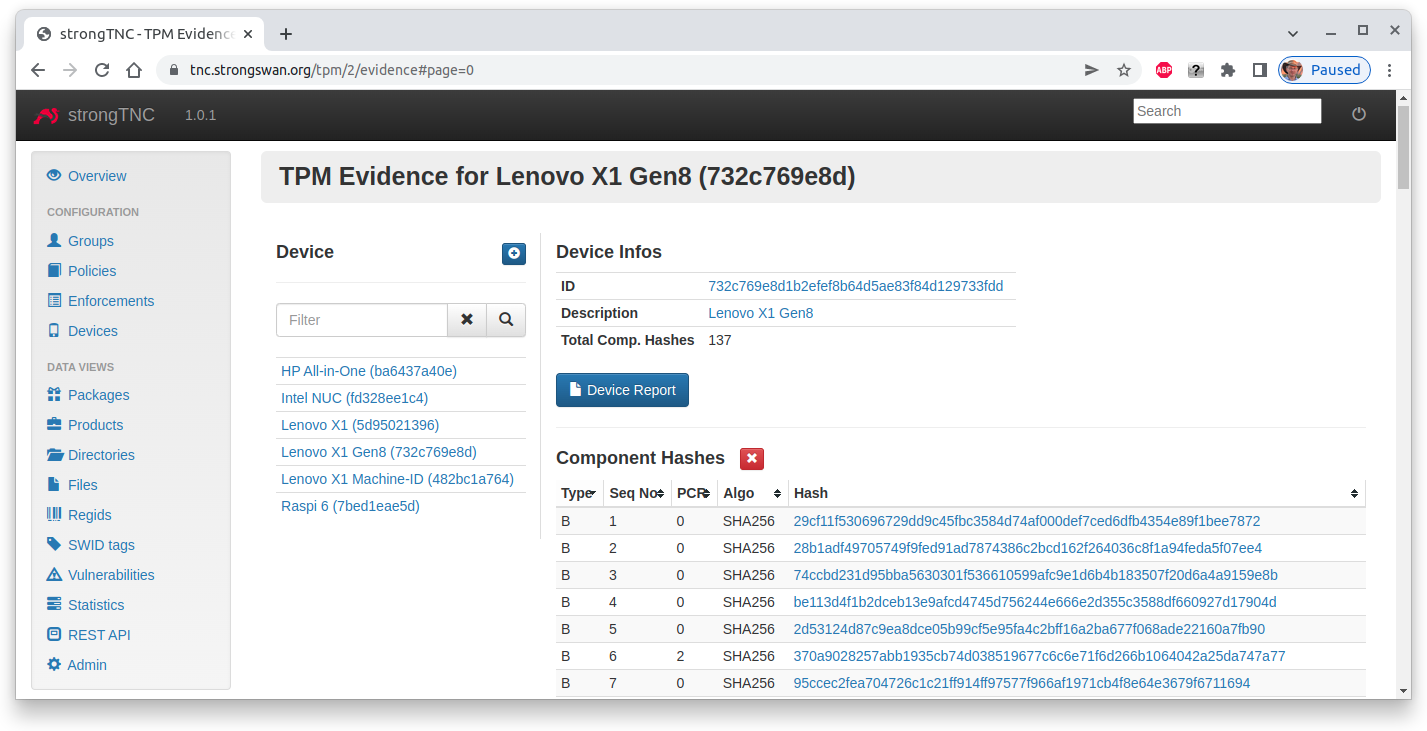 strongTNC - TPM Evidenc
tnc.strongswan.org/tpm/2/evidence#page=0
ABP
?
Paused
strongTNC 1.0.1
Search
Overview
CONFIGURATION
Groups
Policies
Enforcements
Devices
DATA VIEWS
Packages
Products
Directories
Files
Regids
SWID tags
Vulnerabilities
Statistics
REST API
Admin
TPM Evidence for Lenovo X1 Gen8 (732c769e8d)
Device
Filter
HP All-in-One (ba6437a40e)
Intel NUC (fd328ee1c4)
Lenovo X1 (5d95021396)
Lenovo X1 Gen8 (732c769e8d)
Lenovo X1 Machine-ID (482bc1a764)
Raspi 6 (7bed1eae5d)
Device Infos
ID 732c769e8d1b2efef8b64d5ae83f84d129733fdd
Description Lenovo X1 Gen8
Total Comp. Hashes 137
Device Report
Component Hashes
Type Seq No PCR Algo Hash
B 1 0 SHA256 29cf11f530696729dd9c45fbc3584d74af000def7ced6dfb4354e89f1bee7872
B 2 0 SHA256 28b1adf49705749f9fed91ad7874386c2bcd162f264036c8f1a94feda5f07ee4
B 3 0 SHA256 74ccbd231d95bba5630301f536610599afc9e1d6b4b183507f20d6a4a9159e8b
B 4 0 SHA256 be113d4f1b2dceb13e9afcd4745d756244e666e2d355c3588df660927d17904d
B 5 0 SHA256 2d53124d87c9ea8dce05b99cf5e95fa4c2bff16a2ba677f068ade22160a7fb90
B 6 2 SHA256 370a9028257abb1935cb74d038519677c6c6e71f6d266b1064042a25da747a77
B 7 0 SHA256 95ccec2fea704726c1c21ff914ff97577f966af1971cb4f8e64e3679f6711694